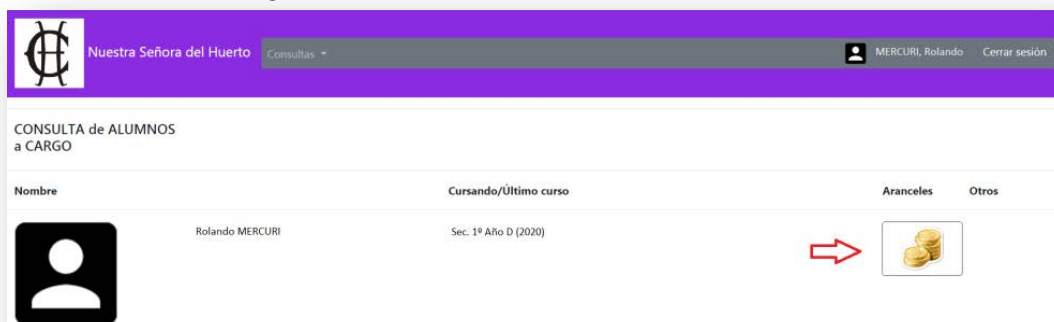 Nuestra Señora del Huerto Consultas MERCURI, Rolando Cerrar sesión
CONSULTA de ALUMNOS
a CARGO
Nombre Cursando/Último curso Aranceles Otros
Rolando MERCURI Sec. 1º Año D (2020)